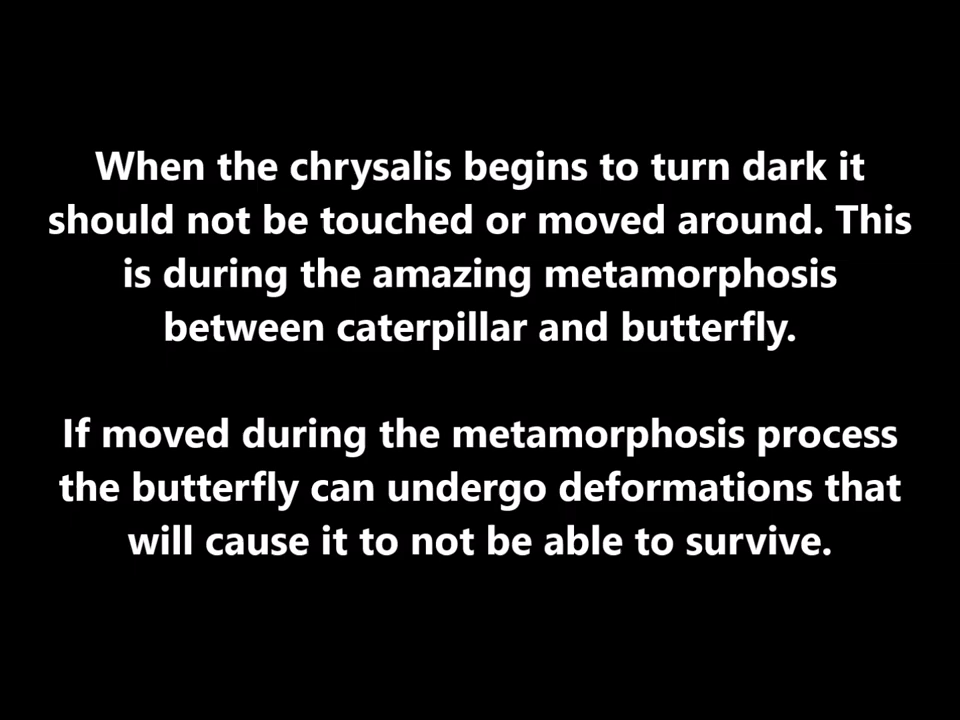 When the chrysalis begins to turn dark it
should not be touched or moved around. This
is during the amazing metamorphosis
between caterpillar and butterfly.
If moved during the metamorphosis process
the butterfly can undergo deformations that
will cause it to not be able to survive.